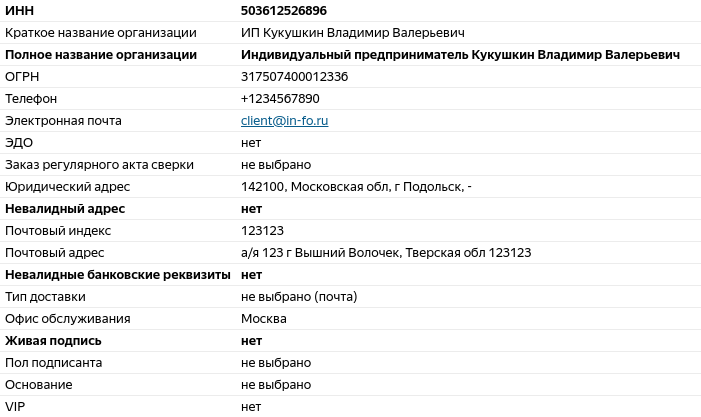 ИНН 503612526896
Краткое название организации ИП Кукушкин Владимир Валерьевич
Полное название организации Индивидуальный предприниматель Кукушкин Владимир Валерьевич
ОГРН 317507400012336
Телефон +1234567890
Электронная почта client@in-fo.ru
ЭДО нет
Заказ регулярного акта сверки не выбрано
Юридический адрес 142100, Московская обл, г Подольск, -
Невалидный адрес нет
Почтовый индекс 123123
Почтовый адрес а/я 123 г Вышний Волочек, Тверская обл 123123
Невалидные банковские реквизиты нет
Тип доставки не выбрано (почта)
Офис обслуживания Москва
Живая подпись нет
Пол подписанта не выбрано
Основание не выбрано
VIP нет